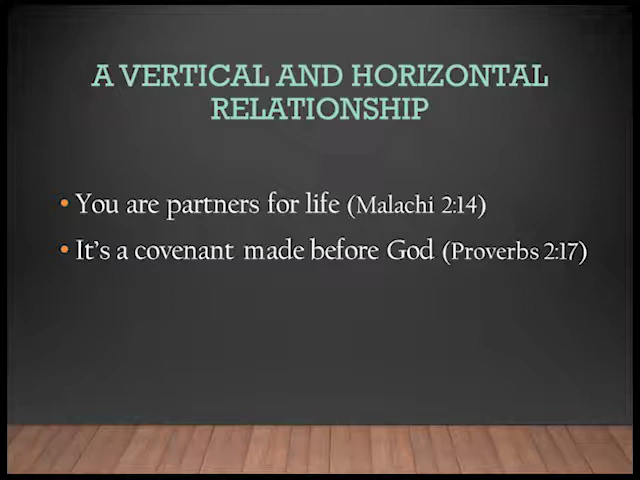 A VERTICAL AND HORIZONTAL
RELATIONSHIP
• You are partners for life (Malachi 2:14)
• It's a covenant made before God (Proverbs 2:17)